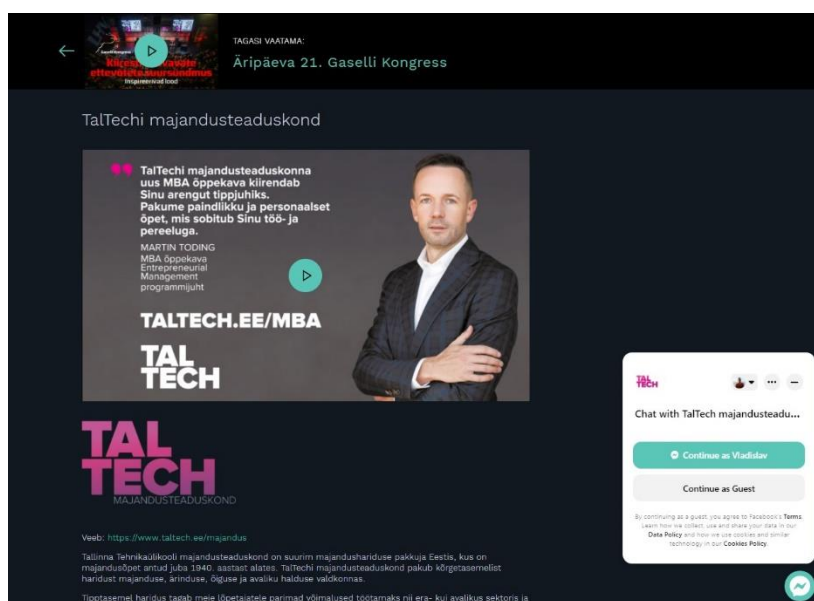 TAGASI VAATAMA:
Äripäeva 21. Gaselli Kongress
ettevõtete suursündmus
Inspireerivad lood
TalTechi majandusteaduskond
TalTechi majandusteaduskonna
uus MBA õppekava kiirendab
Sinu arengut tippjuhiks.
Pakume paindlikku ja personaalset
õpet, mis sobitub Sinu töö- ja
pereeluga.
MARTIN TODING
MBA õppekava
Entrepreneurial
Management
programmijuht
TALTECH.EE/MBA
TAL
TECH
TAL
TECH
MAJANDUSTEADUSKOND
Veeb: https://www.taltech.ee/majandus
Tallinna Tehnikaülikooli majandusteaduskond on suurim majandushariduse pakkuja Eestis, kus on
majandusõpet antud juba 1940. aastast alates. TalTechi majandusteaduskond pakub kõrgetasemelist
haridust majanduse, ärinduse, õiguse ja avaliku halduse valdkonnas.
Tipptasemel haridus tagab meie lõpetajatele parimad võimalused töötamaks nii era- kui avalikus sektoris ja
TAL
TECH
Chat with TalTech majandusteadu...
Continue as Vladislav
Continue as Guest
By continuing as a guest, you agree to Facebook's Terms.
Learn how we collect, use and share your data in our
Data Policy and how we use cookies and similar
technology in our Cookies Policy.